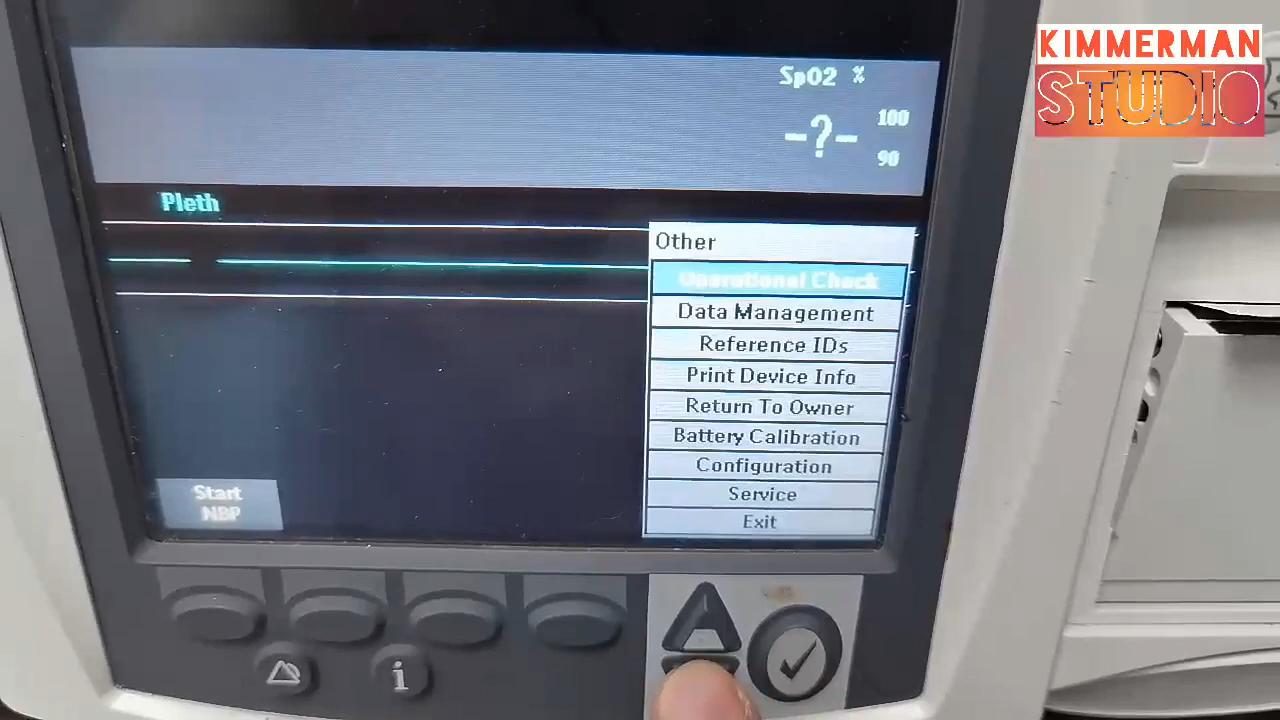 KIMMERMAN
STUDIO
SpO2 %
-?-
100
90
Pleth
Other
Operational Check
Data Management
Reference IDs
Print Device Info
Return To Owner
Battery Calibration
Configuration
Service
Exit
Start
NBP
i